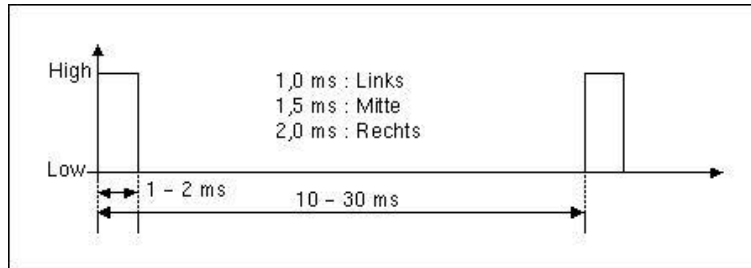 High
1,0 ms : Links
1,5 ms : Mitte
2,0 ms : Rechts
Low
1 – 2 ms
10 – 30 ms